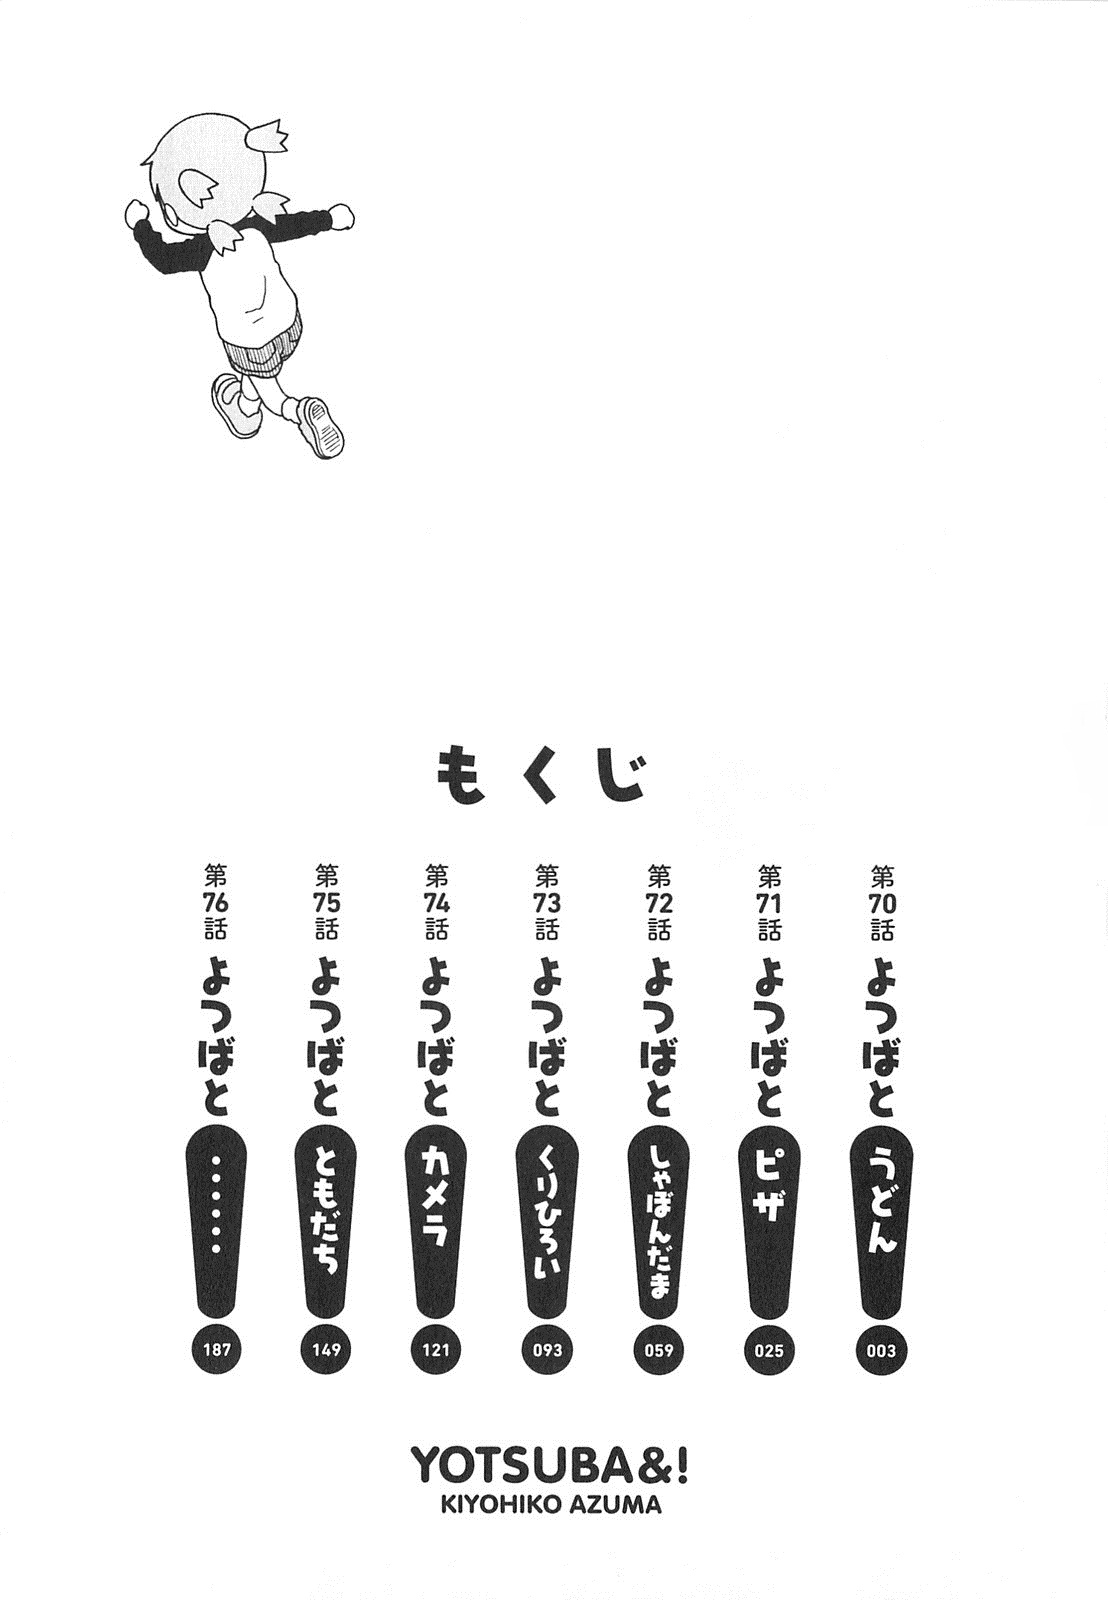 もくじ
第70話 よつばと うどん 003
第71話 よつばと ピザ 025
第72話 よつばと しゃぼんだま 059
第73話 よつばと くりひろい 093
第74話 よつばと カメラ 121
第75話 よつばと ともだち 149
第76話 よつばと ・・・・・・ 187
YOTSUBA&!
KIYOHIKO AZUMA